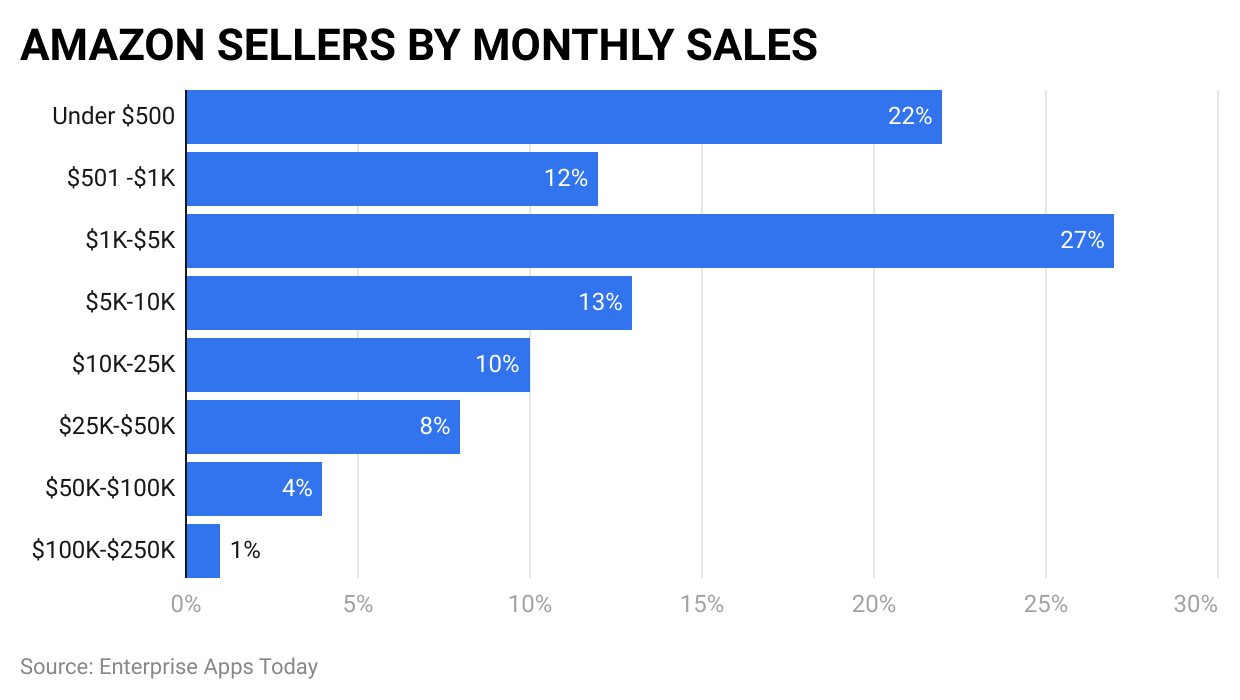 AMAZON SELLERS BY MONTHLY SALES
Under $500 22%
$501 -$1K 12%
$1K-$5K 27%
$5K-10K 13%
$10K-25K 10%
$25K-$50K 8%
$50K-$100K 4%
$100K-$250K 1%
0% 5% 10% 15% 20% 25% 30%
Source: Enterprise Apps Today